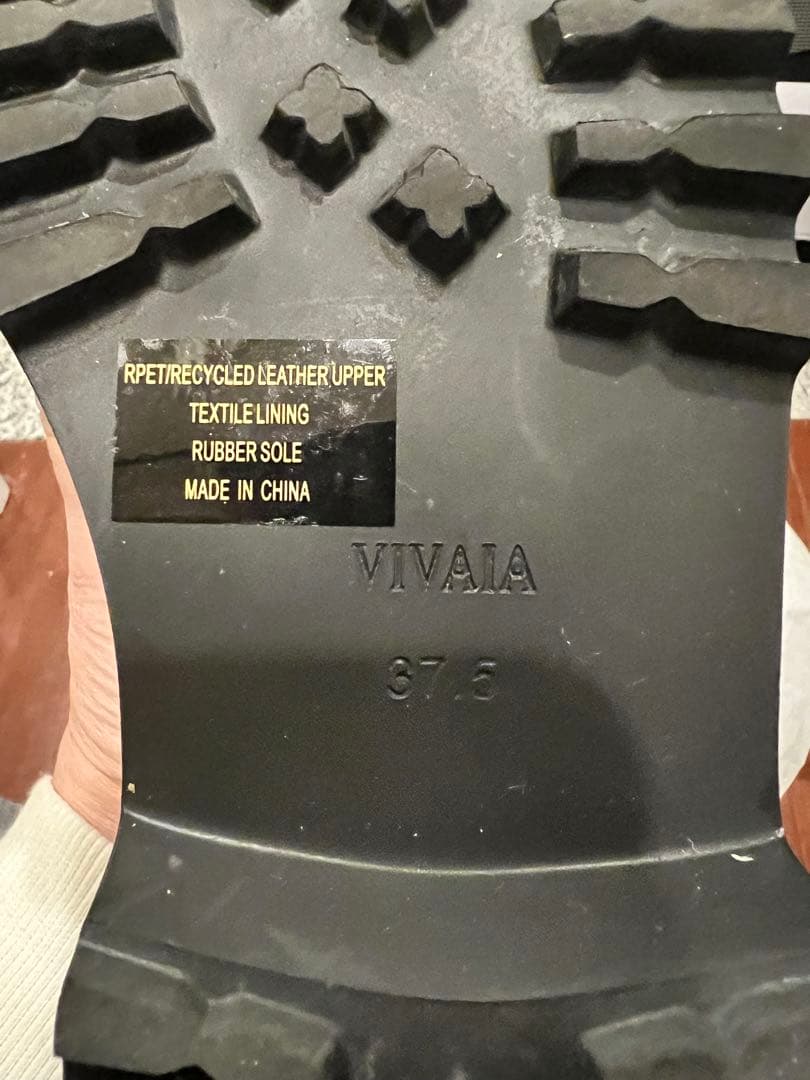 RPET/RECYCLED LEATHER UPPER
TEXTILE LINING
RUBBER SOLE
MADE IN CHINA
VIVAIA
37.5